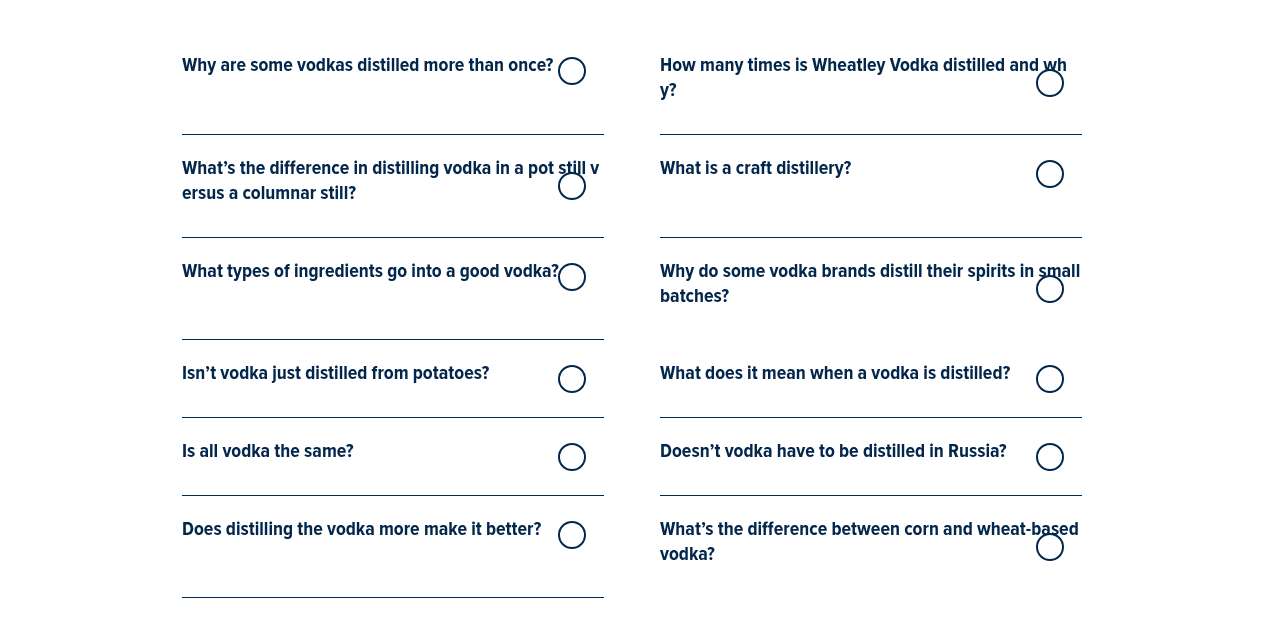 Why are some vodkas distilled more than once?
How many times is Wheatley Vodka distilled and wh
y?
What’s the difference in distilling vodka in a pot still v
ersus a columnar still?
What is a craft distillery?
What types of ingredients go into a good vodka?
Why do some vodka brands distill their spirits in small
batches?
Isn’t vodka just distilled from potatoes?
What does it mean when a vodka is distilled?
Is all vodka the same?
Doesn’t vodka have to be distilled in Russia?
Does distilling the vodka more make it better?
What’s the difference between corn and wheat-based
vodka?